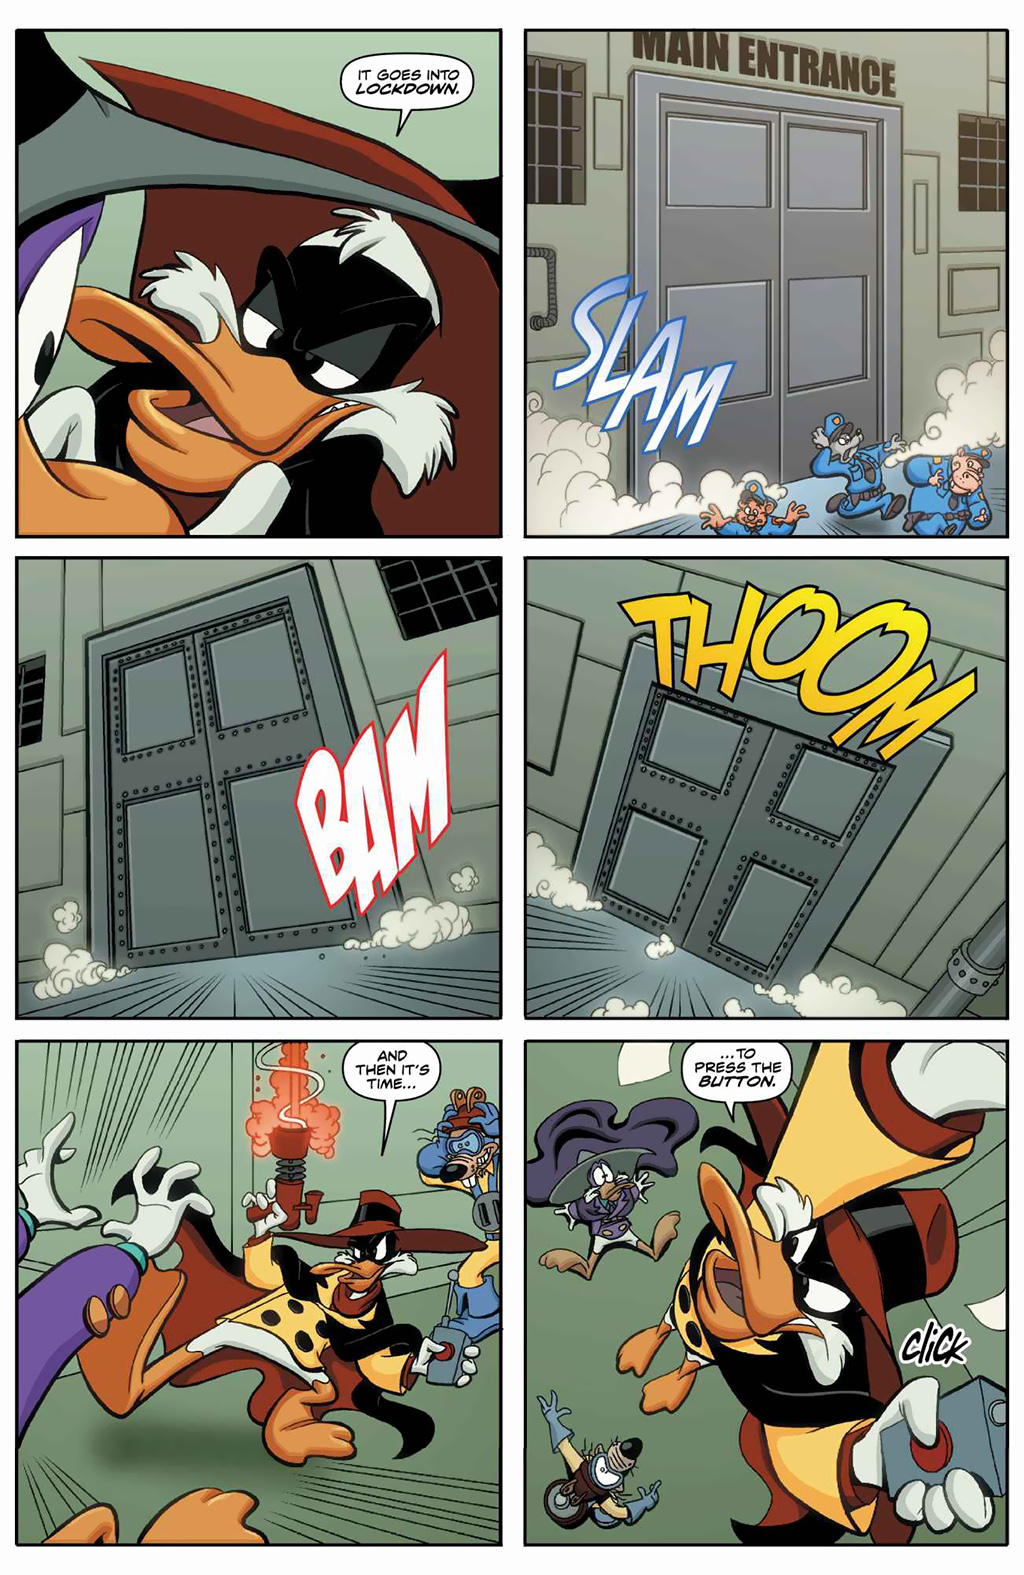 IT GOES INTO
LOCKDOWN.
MAIN ENTRANCE
SLAM
BAM
THOOM
AND
THEN IT'S
TIME...
...TO
PRESS THE
BUTTON.
CLICK